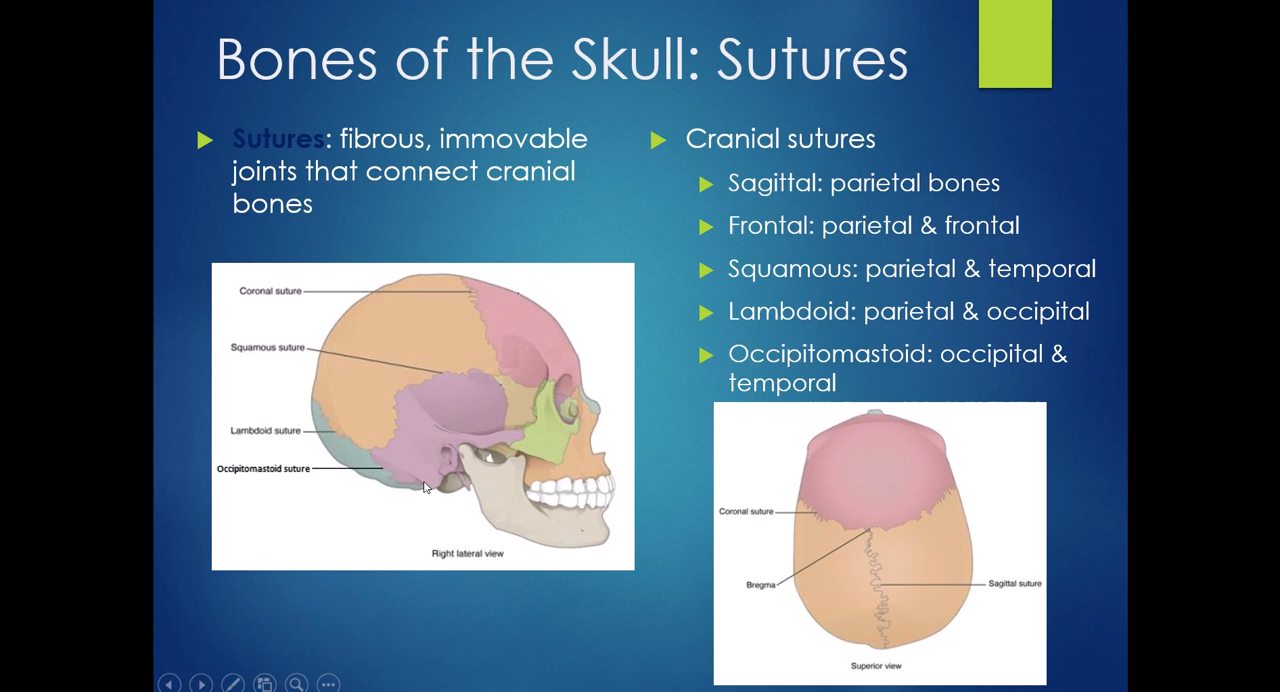 Bones of the Skull: Sutures
Sutures: fibrous, immovable
joints that connect cranial
bones
Coronal suture
Squamous suture
Lambdoid suture
Occipitomastoid suture
Right lateral view
Cranial sutures
Sagittal: parietal bones
Frontal: parietal & frontal
Squamous: parietal & temporal
Lambdoid: parietal & occipital
Occipitomastoid: occipital &
temporal
Coronal suture
Bregma
Sagittal suture
Superior view